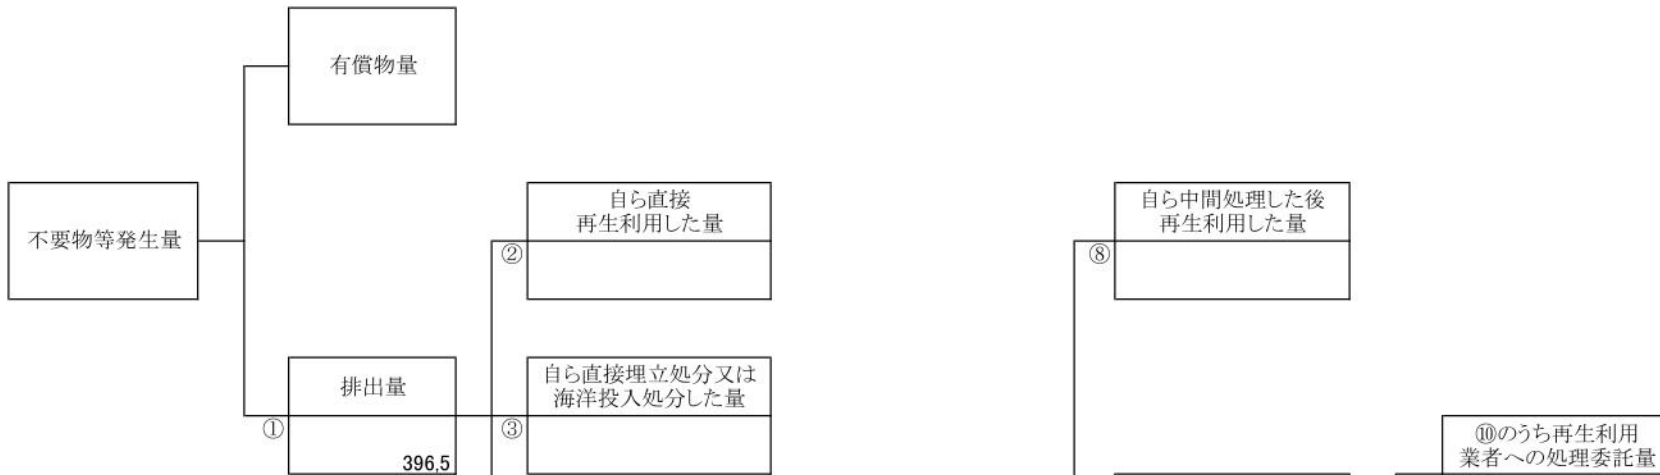 有償物量
不要物等発生量
自ら直接
再生利用した量
②
自ら中間処理した後
再生利用した量
⑧
排出量
①
396,5
自ら直接埋立処分又は
海洋投入処分した量
③
⑩のうち再生利用
業者への処理委託量